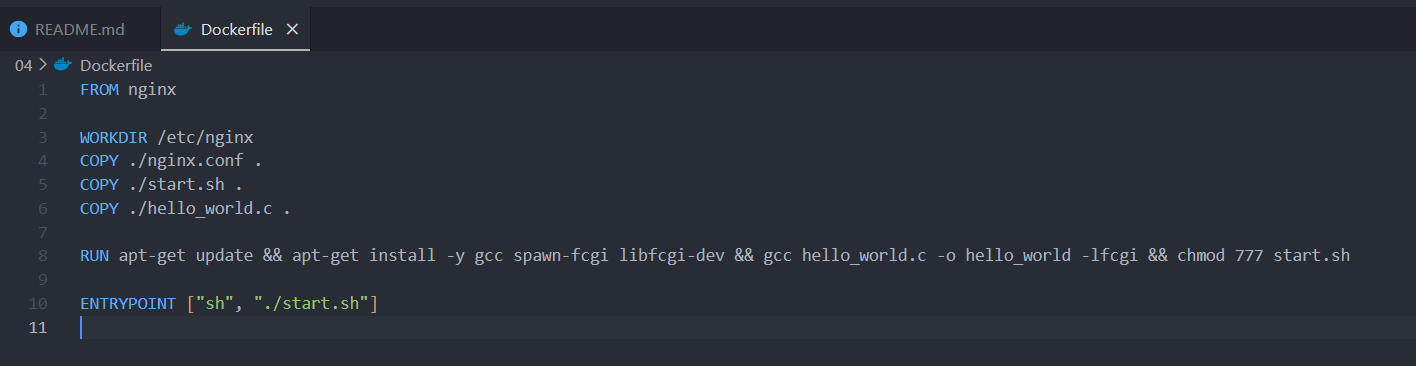 README.md
Dockerfile
04 > Dockerfile
1 FROM nginx
2
3 WORKDIR /etc/nginx
4 COPY ./nginx.conf .
5 COPY ./start.sh .
6 COPY ./hello_world.c .
7
8 RUN apt-get update && apt-get install -y gcc spawn-fcgi libfcgi-dev && gcc hello_world.c -o hello_world -lfcgi && chmod 777 start.sh
9
10 ENTRYPOINT ["sh", "./start.sh"]
11